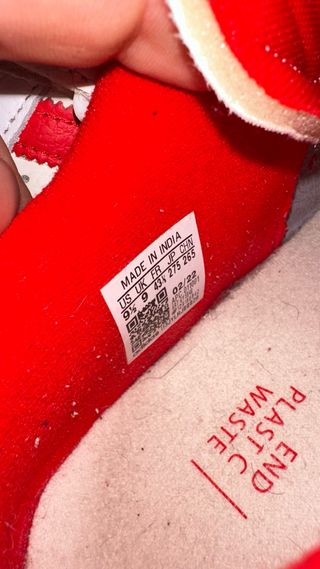 MADE IN INDIA
US UK FR JP CHN
9½ 9 43⅓ 275 265
02/22
END
PLASTIC
WASTE